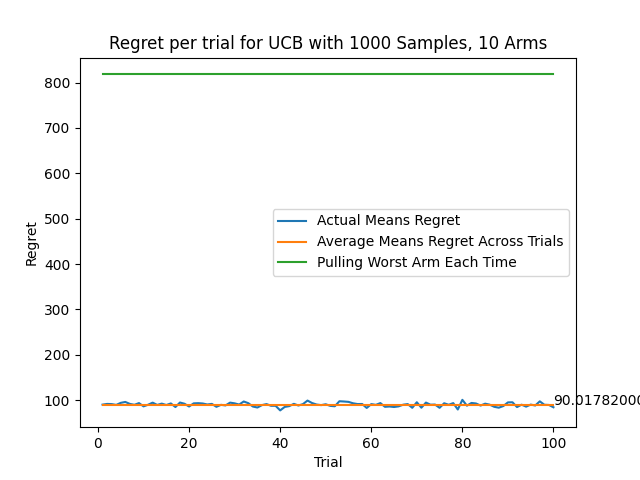 Regret per trial for UCB with 1000 Samples, 10 Arms
800
700
600
500
400
300
200
100
Regret
Actual Means Regret
Average Means Regret Across Trials
Pulling Worst Arm Each Time
90.01782000
0 20 40 60 80 100
Trial